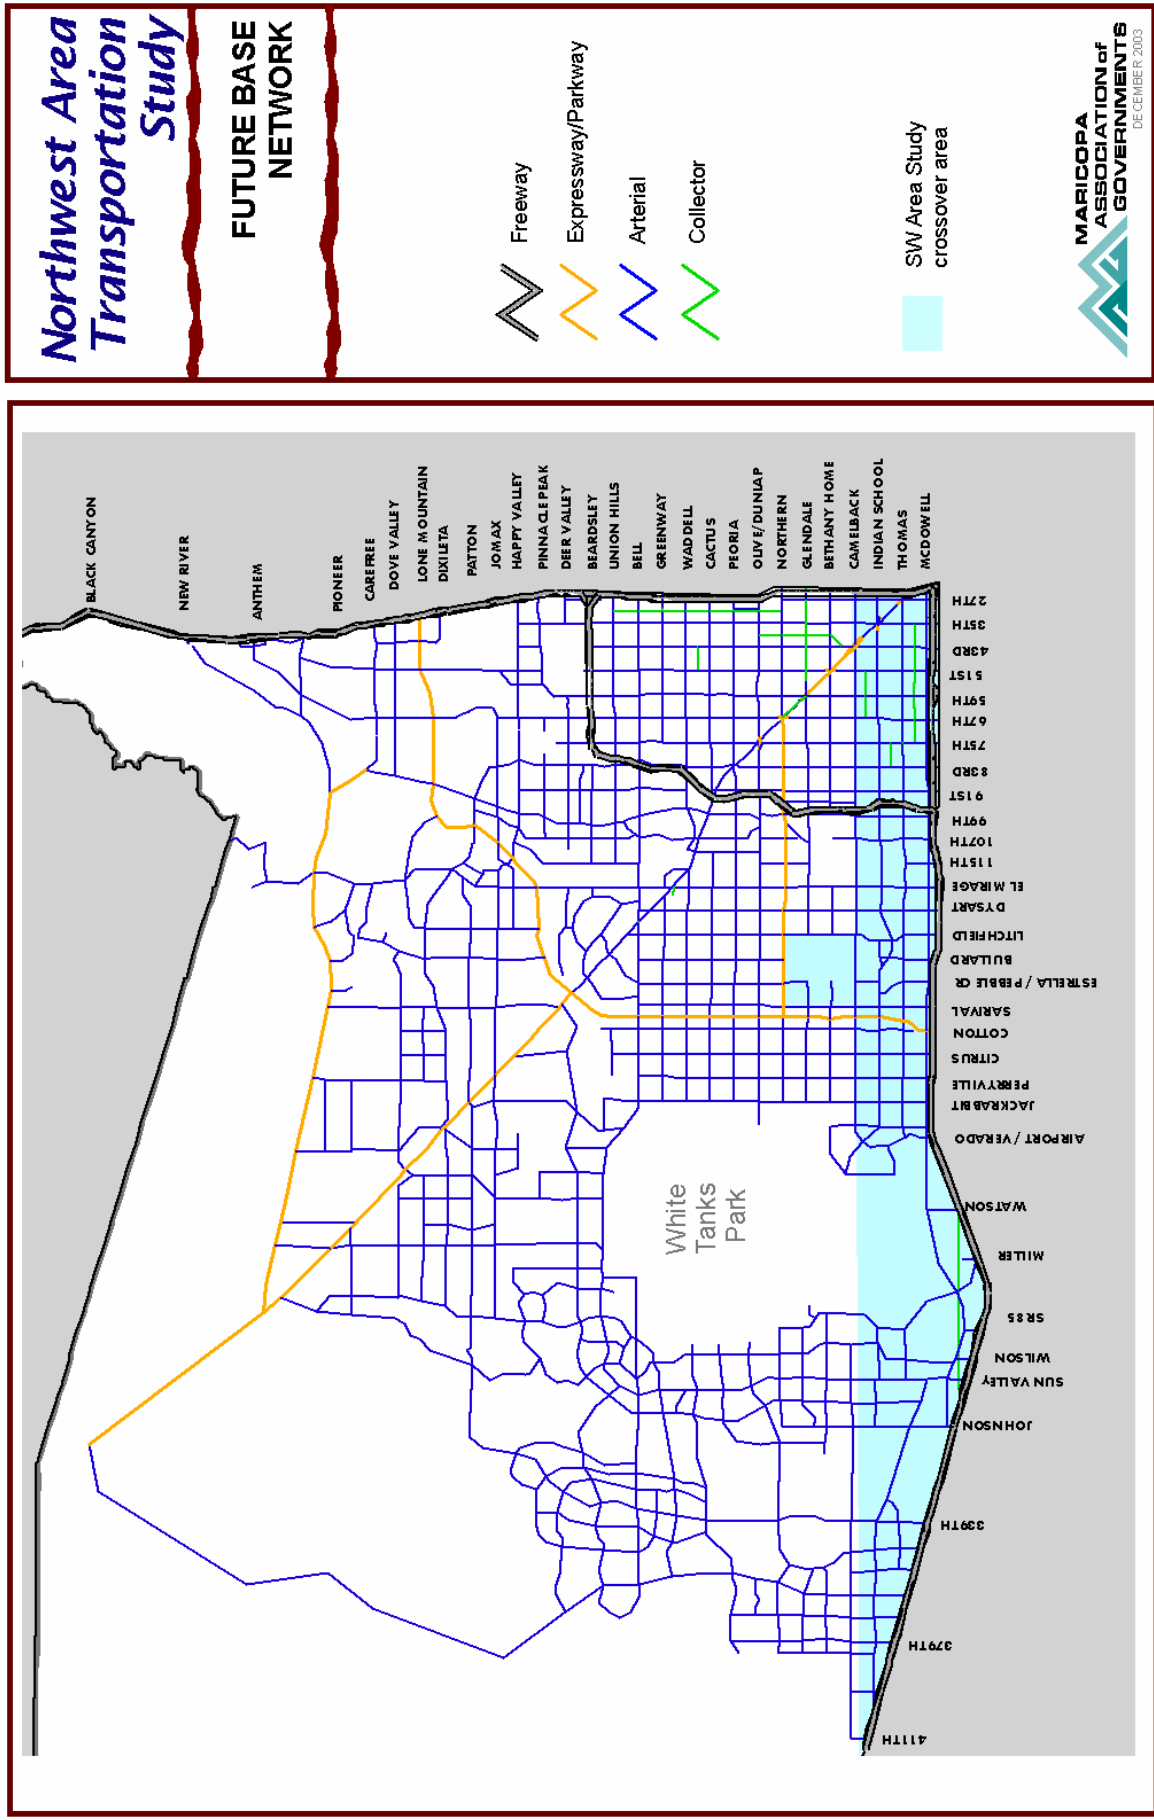 Northwest Area
Transportation
Study
FUTURE BASE
NETWORK
Freeway
Expressway/Parkway
Arterial
Collector
SW Area Study
crossover area
MARICOPA
ASSOCIATION of
GOVERNMENTS
DECEMBER 2003
BLACK CANYON
NEW RIVER
ANTHEM
PIONEER
CAREFREE
DOVE VALLEY
LONE MOUNTAIN
DIXILETA
PATTON
JOMAX
HAPPY VALLEY
PINNACLE PEAK
DEER VALLEY
BEARDSLEY
UNION HILLS
BELL
GREENWAY
WADDELL
CACTUS
PEORIA
OLIVE/DUNLAP
NORTHERN
GLENDALE
BETHANY HOME
CAMELBACK
INDIAN SCHOOL
THOMAS
MCDOWELL
27TH
35TH
43RD
51ST
59TH
67TH
75TH
83RD
91ST
99TH
107TH
115TH
EL MIRAGE
DYSART
LITCHFIELD
BULLARD
ESTRELLA / PEBBLE CR
SARIVAL
COTTON
CITRUS
PERRYVILLE
JACKRABBIT
AIRPORT / VERADO
WATSON
MILLER
SR 85
WILSON
SUN VALLEY
JOHNSON
339TH
379TH
411TH
White
Tanks
Park